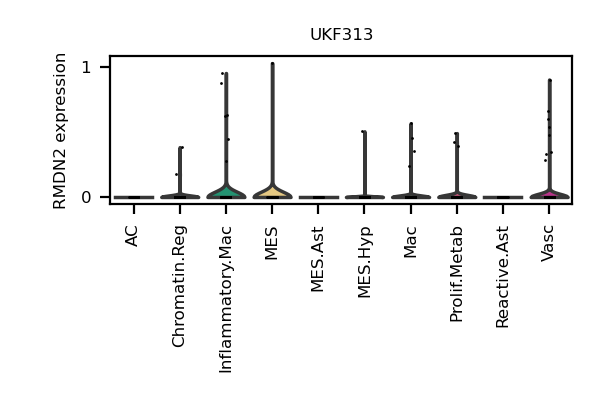 UKF313
RMDN2 expression
1
0
AC
Chromatin.Reg
Inflammatory.Mac
MES
MES.Ast
MES.Hyp
Mac
Prolif.Metab
Reactive.Ast
Vasc